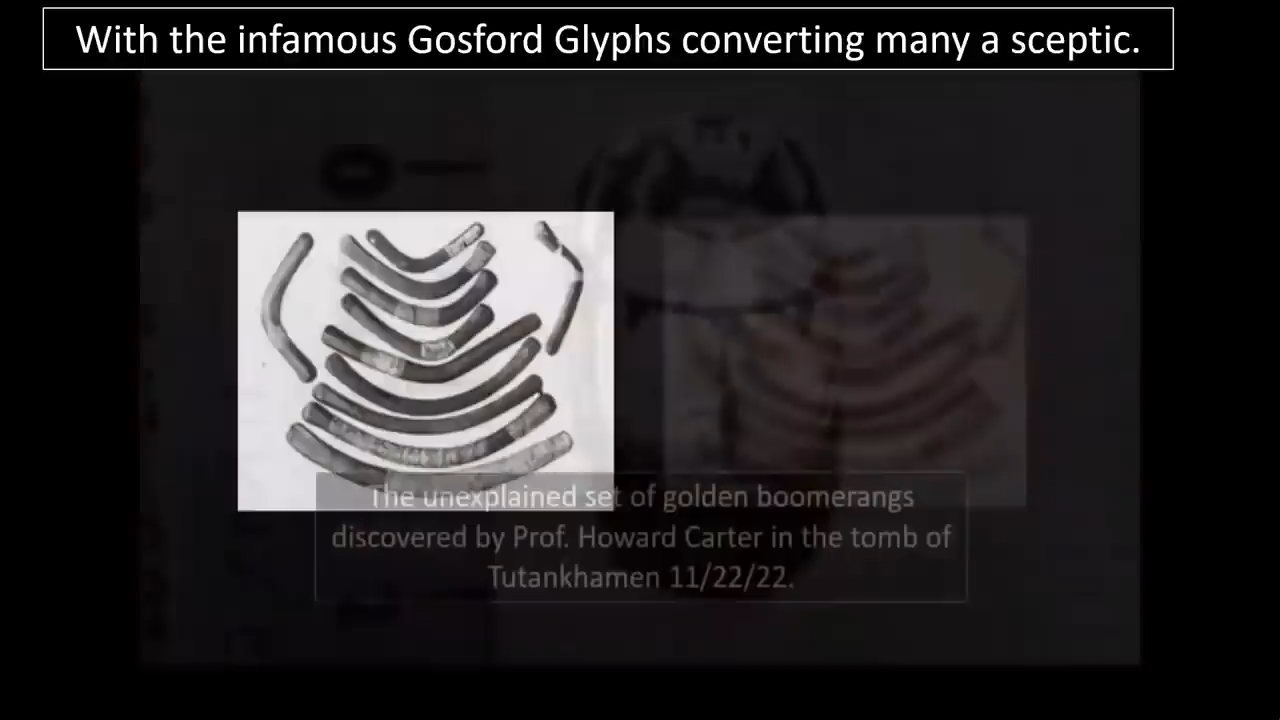 With the infamous Gosford Glyphs converting many a sceptic.
The unexplained set of golden boomerangs
discovered by Prof. Howard Carter in the tomb of
Tutankhamen 11/22/22.